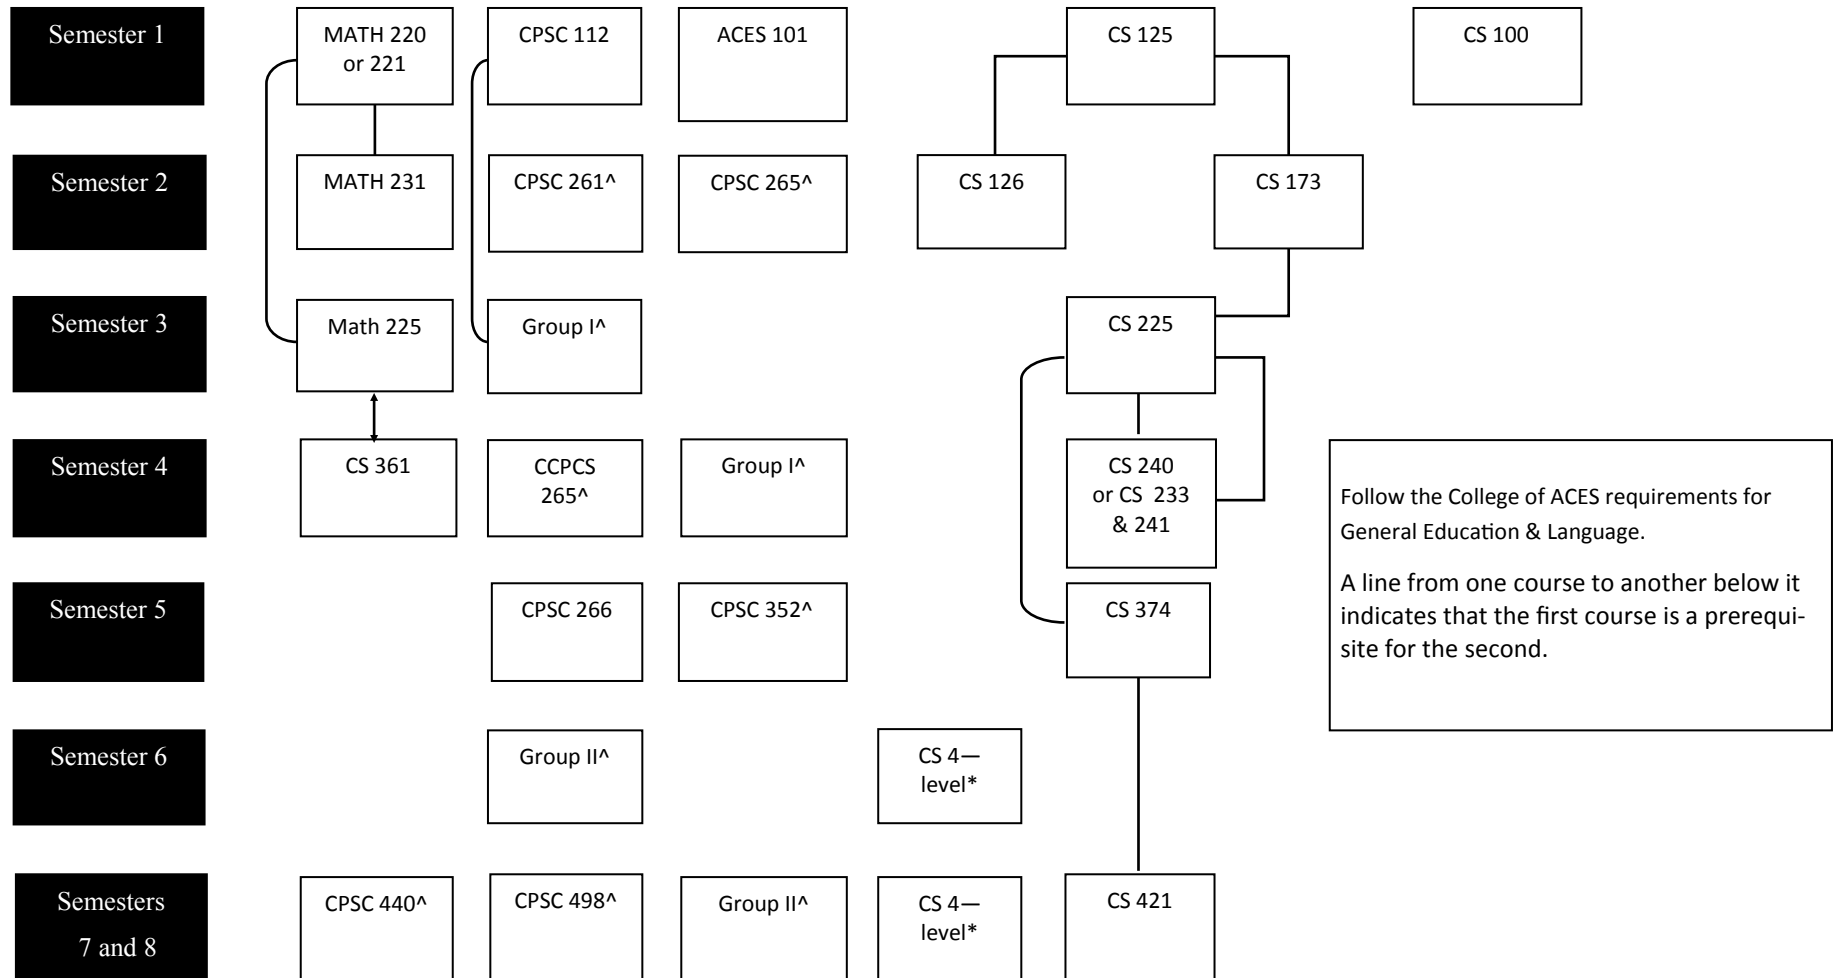 Semester 1
MATH 220
or 221
CPSC 112
ACES 101
CS 125
CS 100
Semester 2
MATH 231
CPSC 261^
CPSC 265^
CS 126
CS 173
Semester 3
Math 225
Group I^
CS 225
Semester 4
CS 361
CCPCS
265^
Group I^
CS 240
or CS 233
& 241
Follow the College of ACES requirements for
General Education & Language.
A line from one course to another below it
indicates that the first course is a prerequi-
site for the second.
Semester 5
CPSC 266
CPSC 352^
CS 374
Semester 6
Group II^
CS 4—
level*
Semesters
7 and 8
CPSC 440^
CPSC 498^
Group II^
CS 4—
level*
CS 421